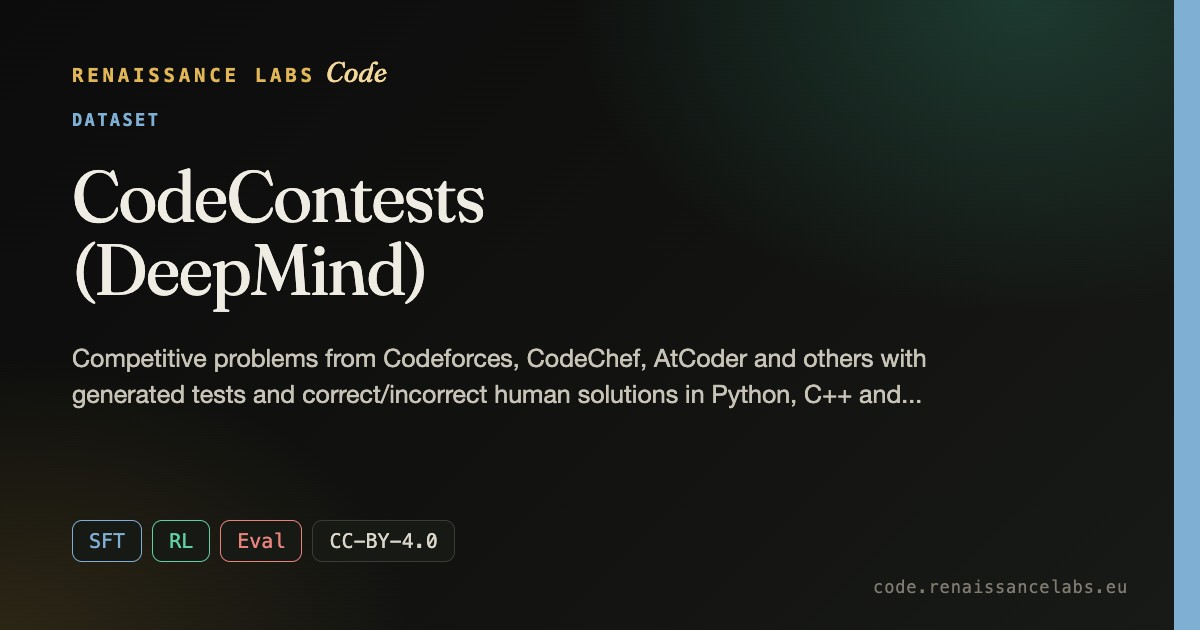 RENAISSANCE LABS Code
DATASET
CodeContests
(DeepMind)
Competitive problems from Codeforces, CodeChef, AtCoder and others with
generated tests and correct/incorrect human solutions in Python, C++ and...
SFT RL Eval CC-BY-4.0
code.renaissancelabs.eu